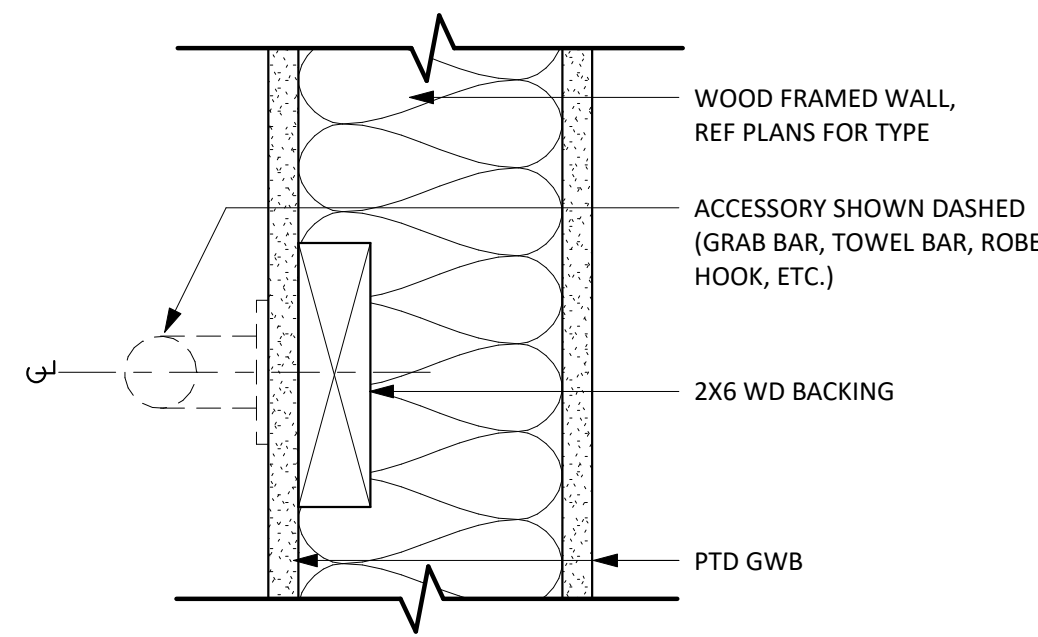 WOOD FRAMED WALL,
REF PLANS FOR TYPE
ACCESSORY SHOWN DASHED
(GRAB BAR, TOWEL BAR, ROBE
HOOK, ETC.)
℄
2X6 WD BACKING
PTD GWB